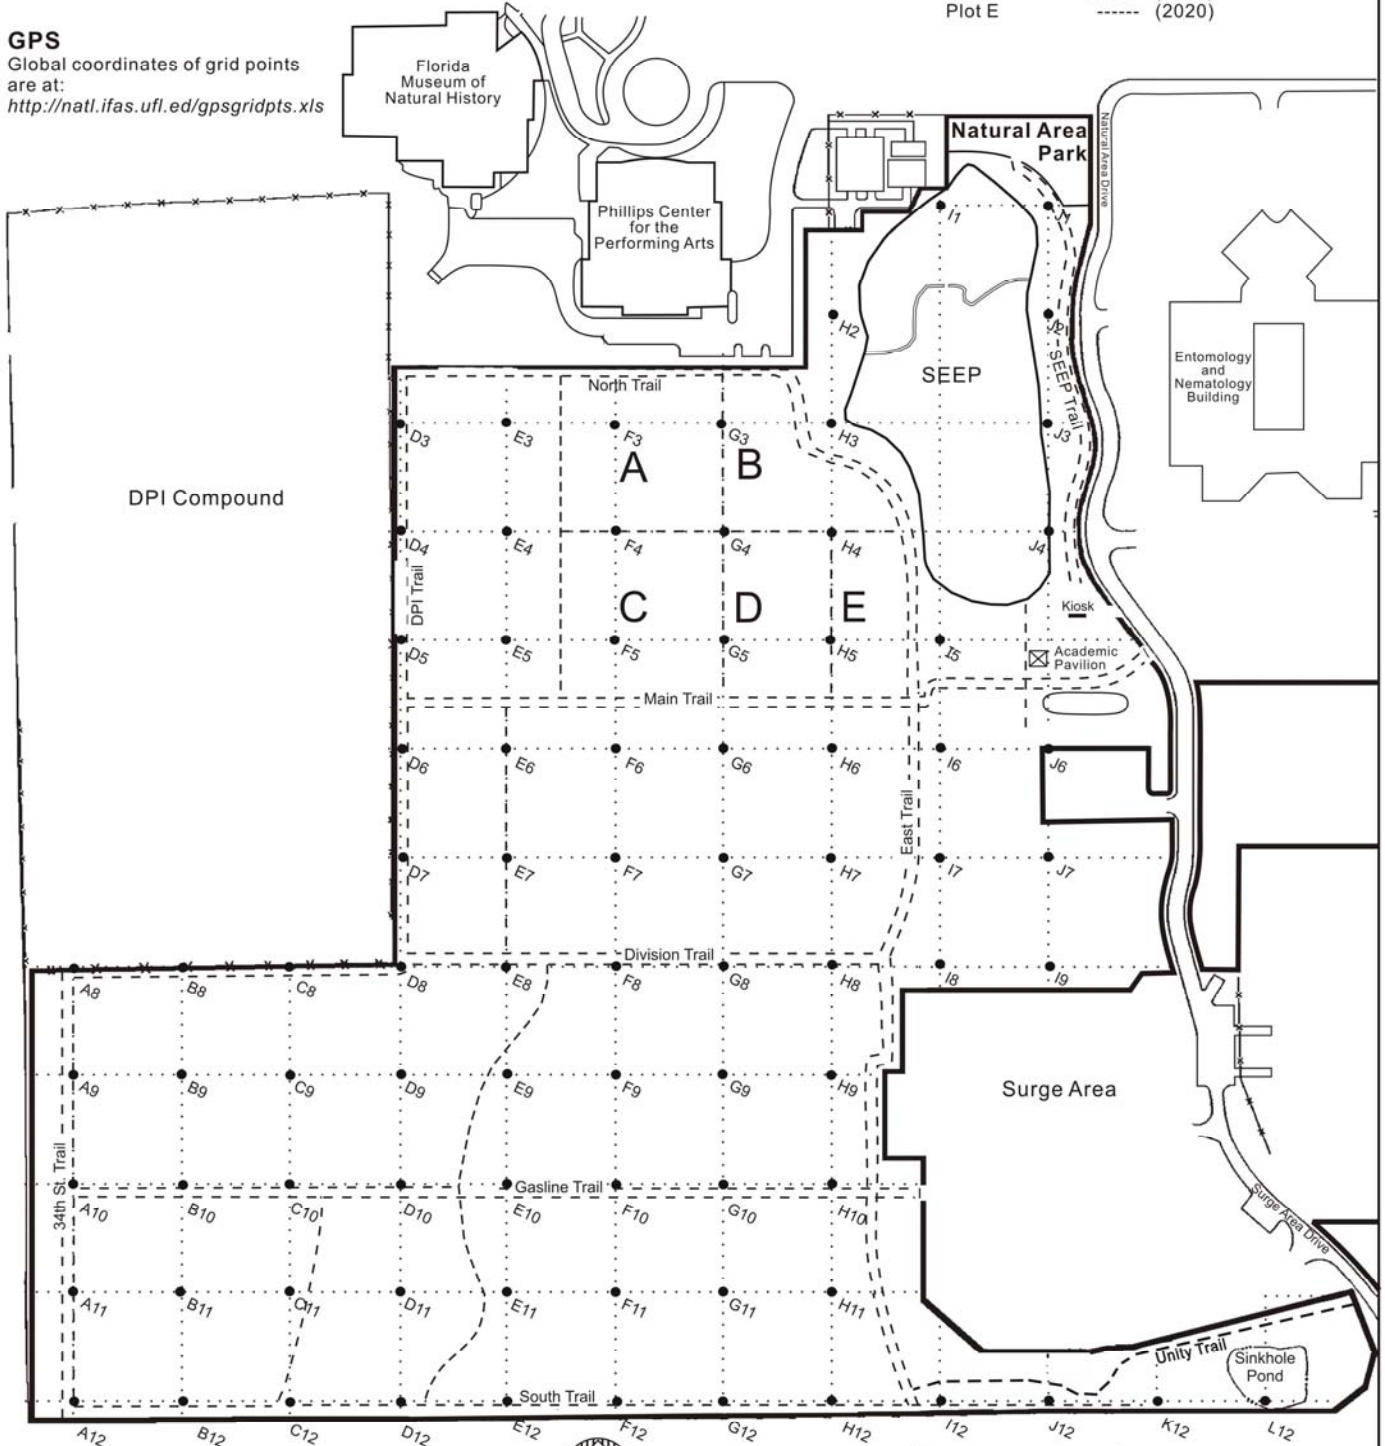 Plot E
------ (2020)
GPS
Global coordinates of grid points
are at:
http://natl.ifas.ufl.ed/gpsgridpts.xls
Florida
Museum of
Natural History
Natural Area
Park
Natural Area Drive
Phillips Center
for the
Performing Arts
I1
J1
H2
J2
SEEP
SEEP Trail
Entomology
and
Nematology
Building
North Trail
D3
E3
F3
G3
H3
J3
A
B
DPI Compound
D4
E4
F4
G4
H4
J4
DPI Trail
C
D
E
Kiosk
D5
E5
F5
G5
H5
I5
Academic
Pavilion
Main Trail
D6
E6
F6
G6
H6
I6
J6
East Trail
D7
E7
F7
G7
H7
I7
J7
Division Trail
A8
B8
C8
D8
E8
F8
G8
H8
I8
I9
A9
B9
C9
D9
E9
F9
G9
H9
Surge Area
34th St. Trail
Gasline Trail
A10
B10
C10
D10
E10
F10
G10
H10
Surge Area Drive
A11
B11
C11
D11
E11
F11
G11
H11
Unity Trail
Sinkhole
Pond
South Trail
A12
B12
C12
D12
E12
F12
G12
H12
I12
J12
K12
L12